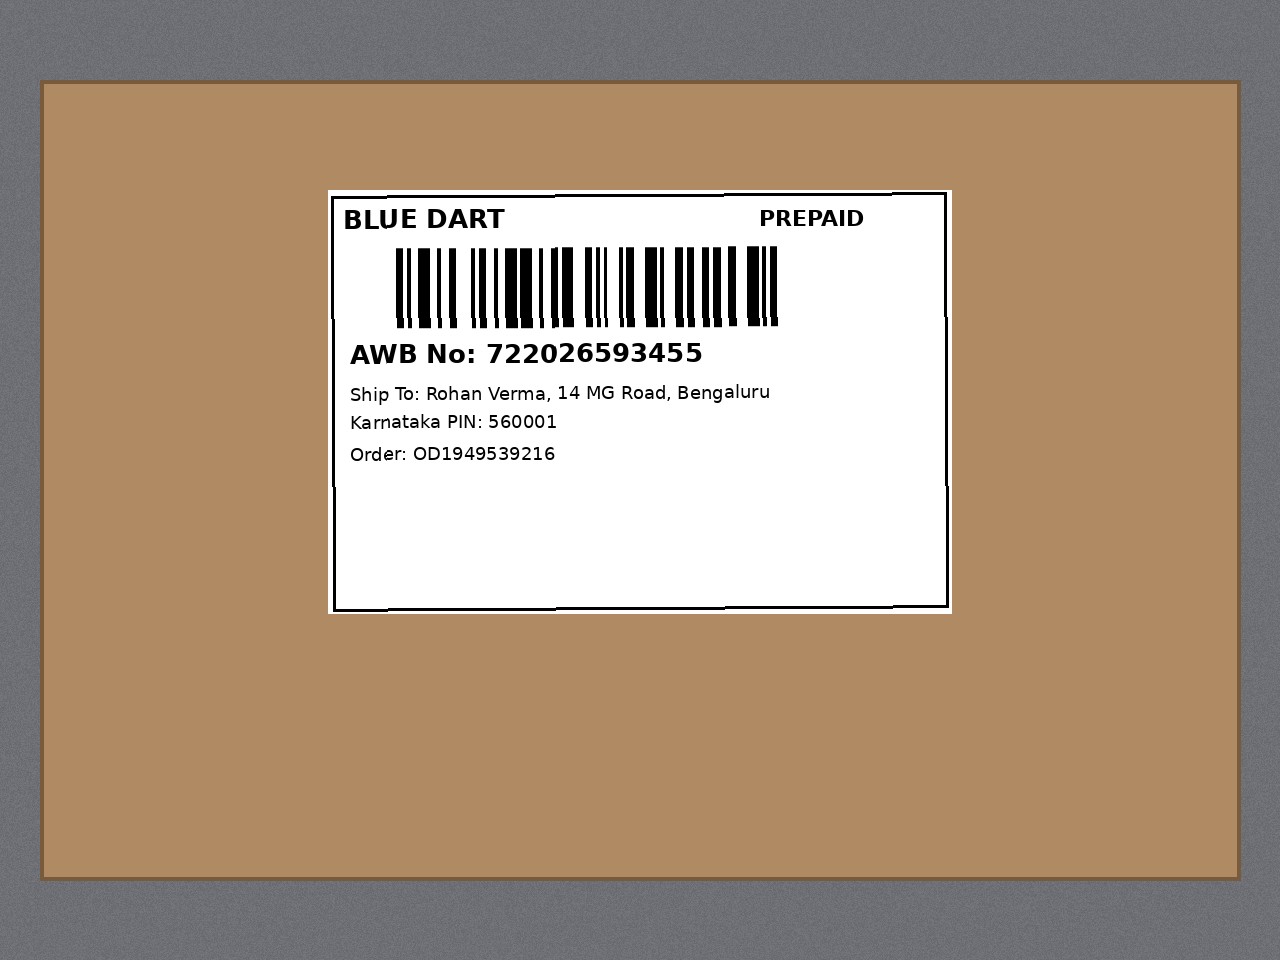 BLUE DART PREPAID
AWB No: 722026593455
Ship To: Rohan Verma, 14 MG Road, Bengaluru
Karnataka PIN: 560001
Order: OD1949539216